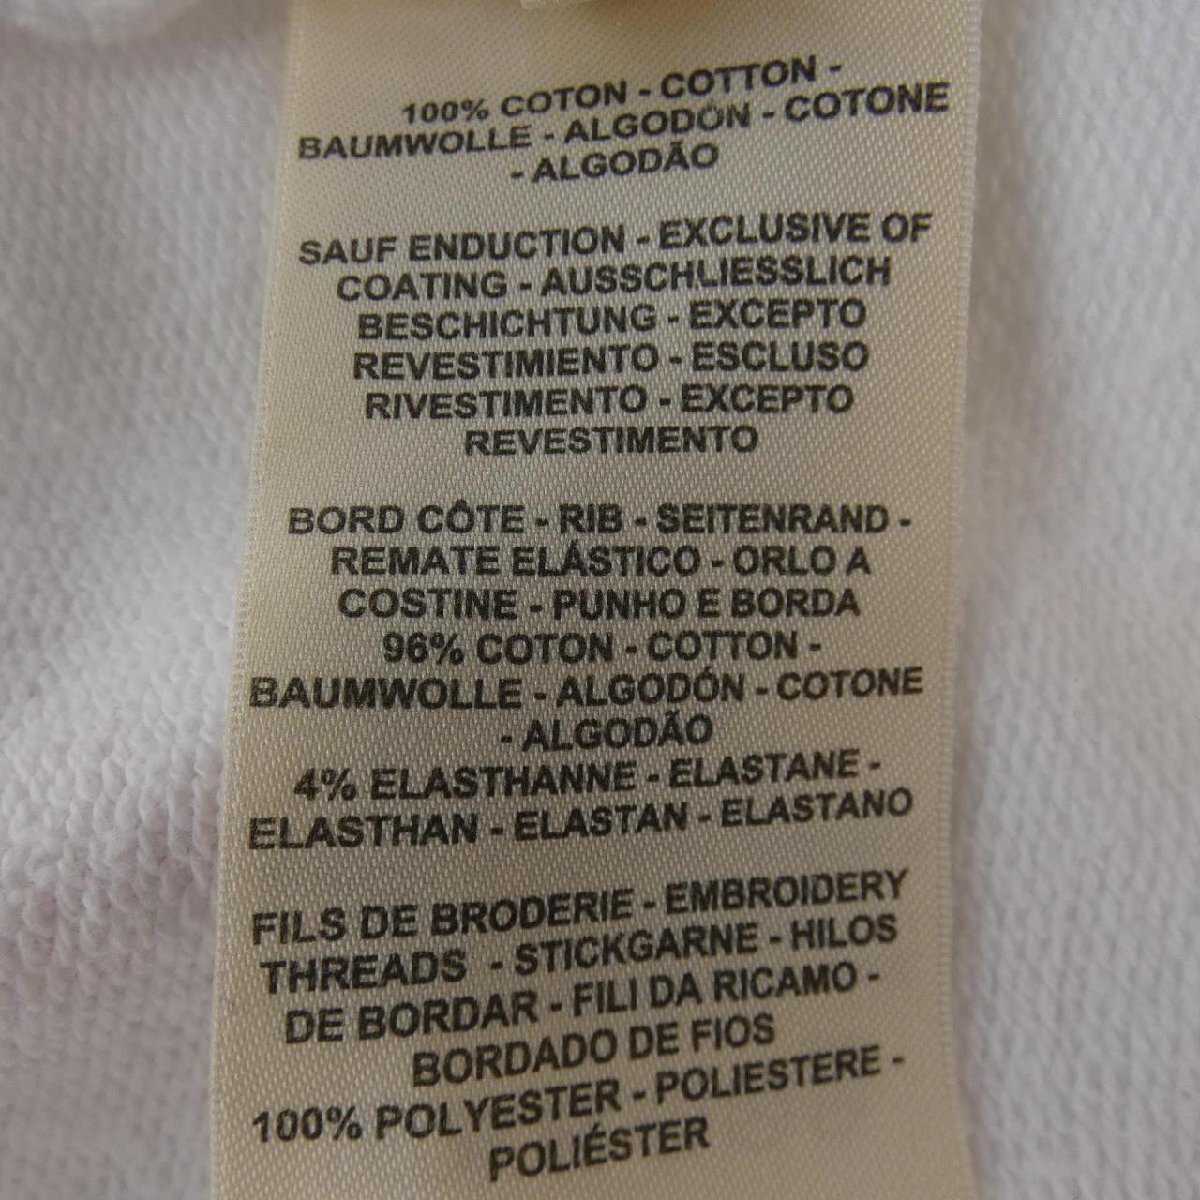 100% COTON - COTTON -
BAUMWOLLE - ALGODÓN - COTONE
- ALGODÃO
SAUF ENDUCTION - EXCLUSIVE OF
COATING - AUSSCHLIESSLICH
BESCHICHTUNG - EXCEPTO
REVESTIMIENTO - ESCLUSO
RIVESTIMENTO - EXCEPTO
REVESTIMENTO
BORD CÔTE - RIB - SEITENRAND -
REMATE ELÁSTICO - ORLO A
COSTINE - PUNHO E BORDA
96% COTON - COTTON -
BAUMWOLLE - ALGODÓN - COTONE
- ALGODÃO
4% ELASTHANNE - ELASTANE -
ELASTHAN - ELASTAN - ELASTANO
FILS DE BRODERIE - EMBROIDERY
THREADS - STICKGARNE - HILOS
DE BORDAR - FILI DA RICAMO -
BORDADO DE FIOS
100% POLYESTER - POLIESTERE -
POLIÉSTER